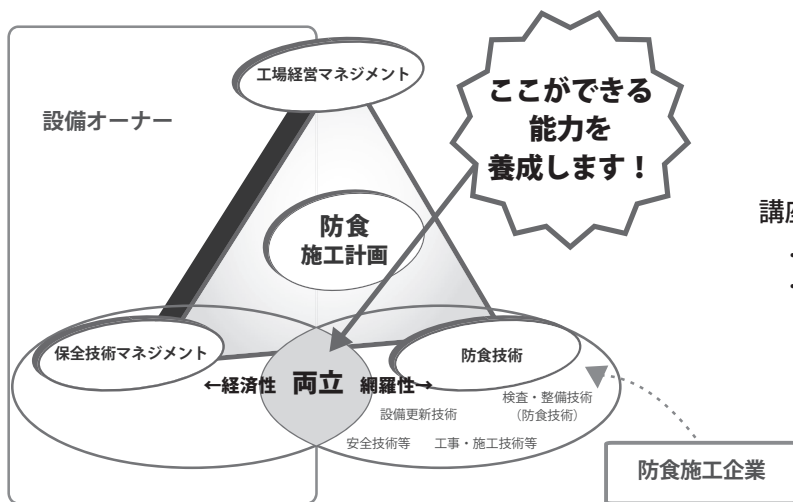 工場経営マネジメント
設備オーナー
ここができる
能力を
養成します！
防食
施工計画
講座
・
・
保全技術マネジメント
防食技術
←経済性 両立 網羅性→
検査・整備技術
（防食技術）
設備更新技術
安全技術等 工事・施工技術等
防食施工企業